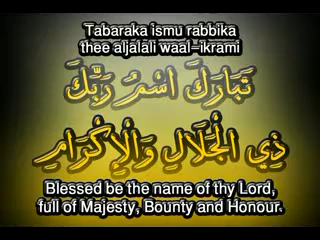 Tabaraka ismu rabbika
thee aljalali waal-ikrami
تَبَارَكَ اسْمُ رَبِّكَ
ذِي الْجَلَالِ وَالْإِكْرَامِ
Blessed be the name of thy Lord,
full of Majesty, Bounty and Honour.